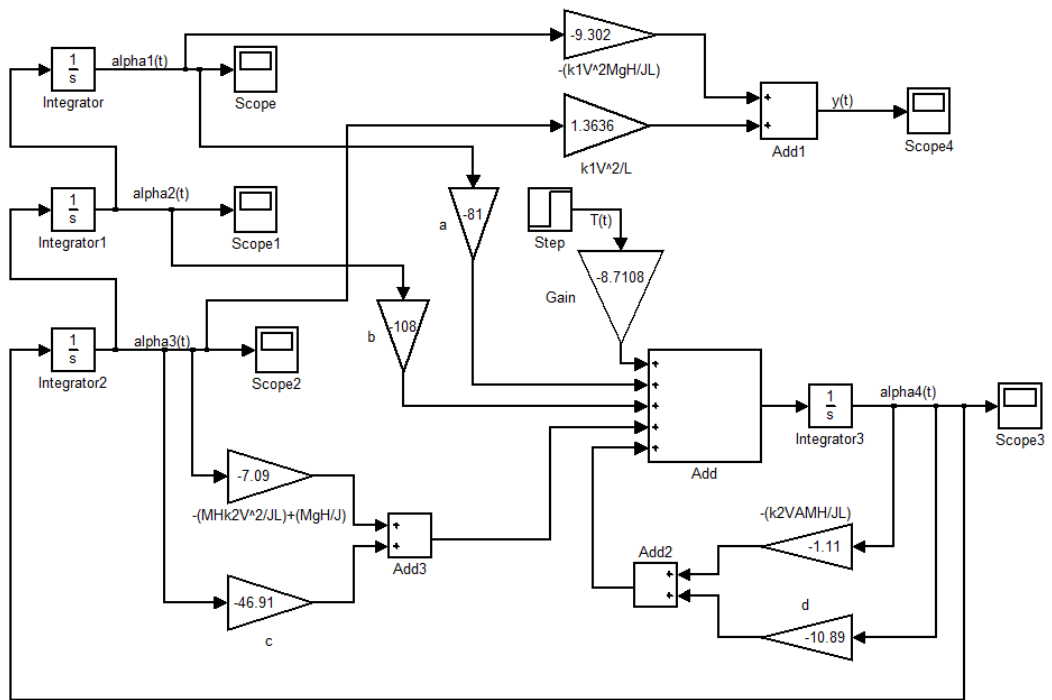 -9.302
-(k1V^2MgH/JL)
1
s
alpha1(t)
Integrator
Scope
1.3636
k1V^2/L
+
+
Add1
y(t)
Scope4
1
s
alpha2(t)
Integrator1
Scope1
-81
a
Step
T(t)
-8.7108
Gain
-108
b
1
s
alpha3(t)
Integrator2
Scope2
+
+
+
+
+
Add
1
s
alpha4(t)
Integrator3
Scope3
-7.09
-(MHk2V^2/JL)+(MgH/J)
+
+
Add3
-46.91
c
-(k2VAMH/JL)
-1.11
Add2
+
+
d
-10.89